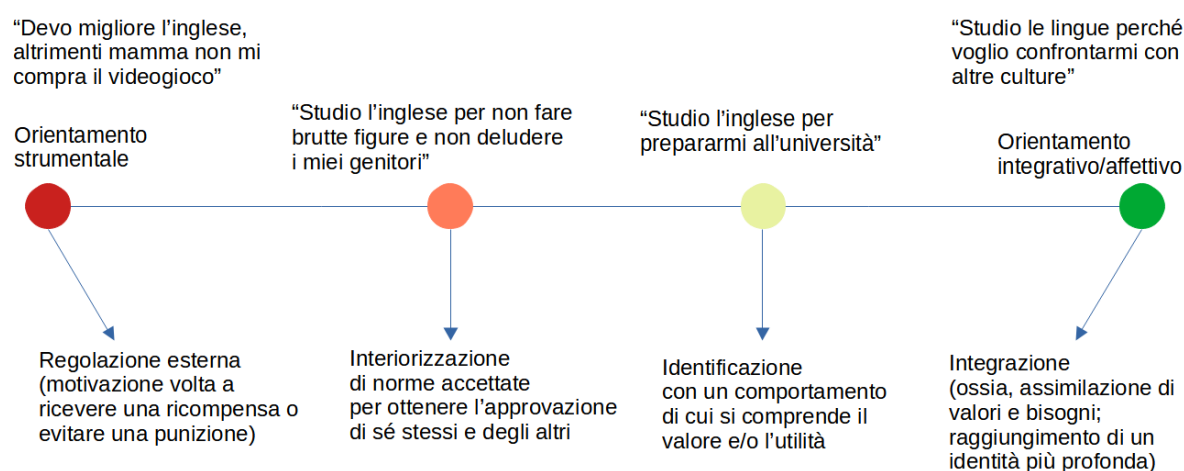 “Devo migliore l’inglese,
altrimenti mamma non mi
compra il videogioco”
“Studio l’inglese per non fare
brutte figure e non deludere
i miei genitori”
“Studio l’inglese per
prepararmi all’università”
“Studio le lingue perché
voglio confrontarmi con
altre culture”
Orientamento
strumentale
Orientamento
integrativo/affettivo
Regolazione esterna
(motivazione volta a
ricevere una ricompensa o
evitare una punizione)
Interiorizzazione
di norme accettate
per ottenere l’approvazione
di sé stessi e degli altri
Identificazione
con un comportamento
di cui si comprende il
valore e/o l’utilità
Integrazione
(ossia, assimilazione di
valori e bisogni;
raggiungimento di un
identità più profonda)